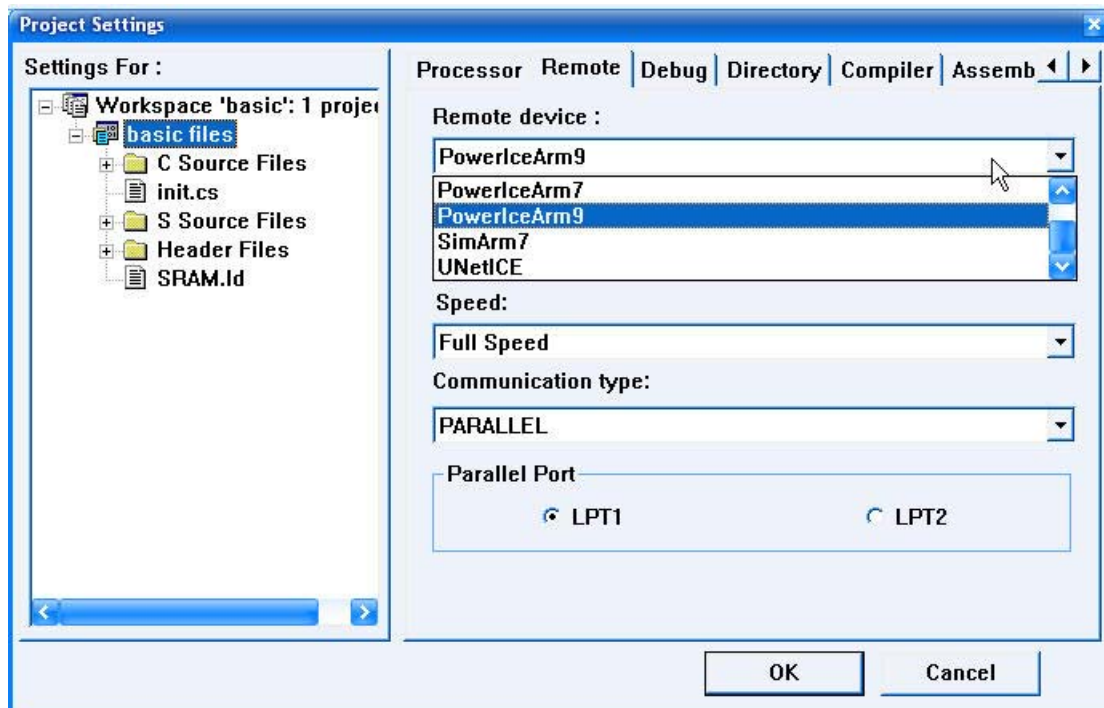 Project Settings
Settings For :
Workspace 'basic': 1 projec
basic files
C Source Files
init.cs
S Source Files
Header Files
SRAM.ld
Processor Remote Debug Directory Compiler Assemb
Remote device :
PowerIceArm9
PowerIceArm7
PowerIceArm9
SimArm7
UNetICE
Speed:
Full Speed
Communication type:
PARALLEL
Parallel Port
LPT1 LPT2
OK Cancel